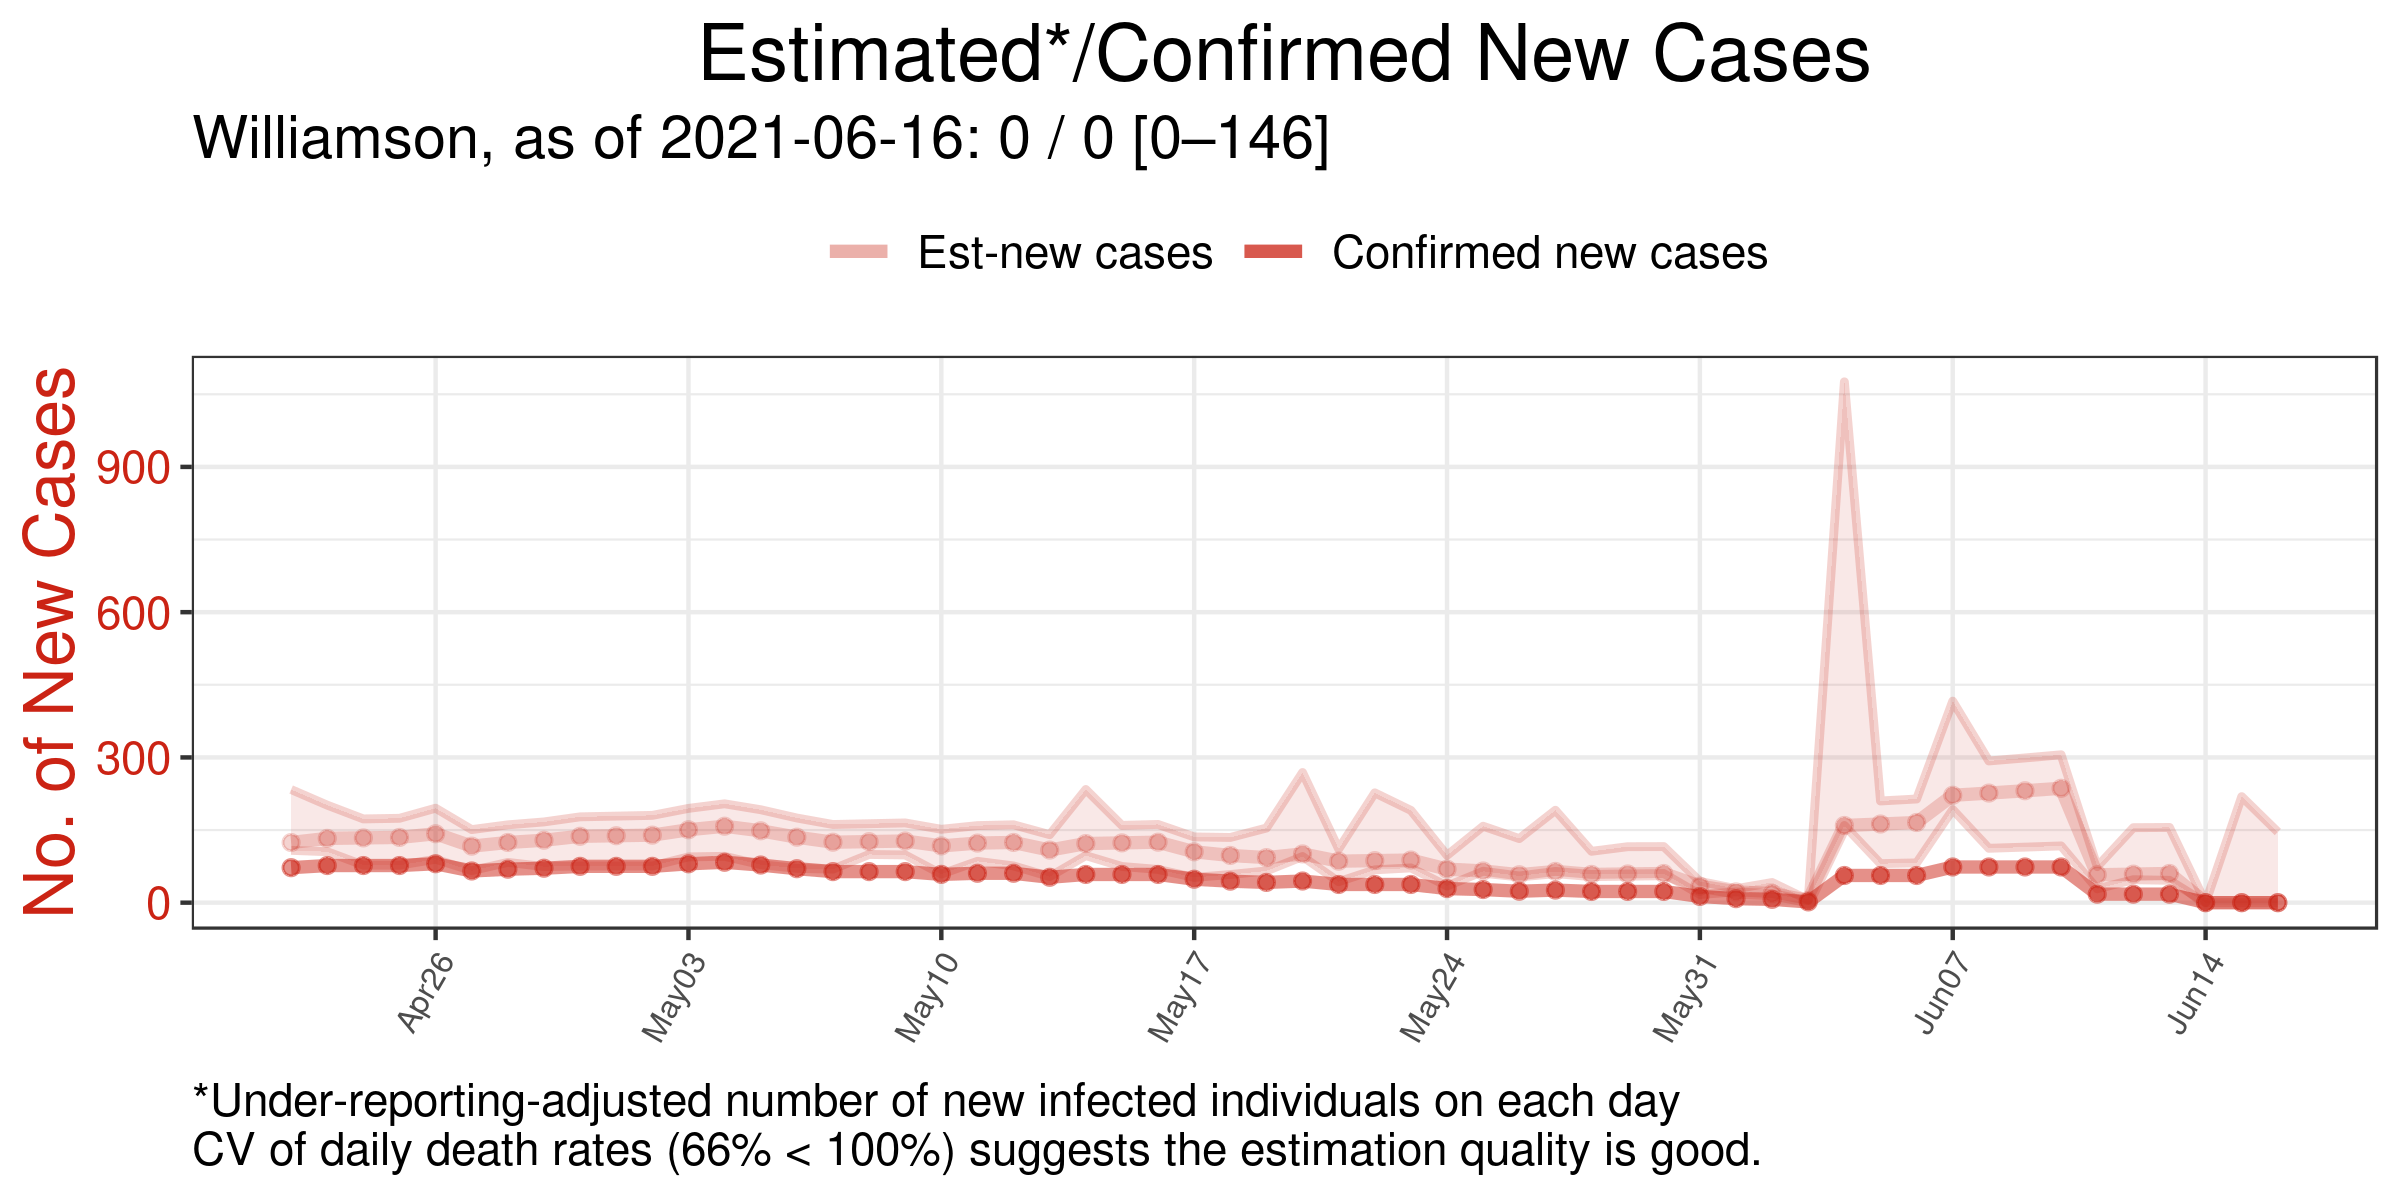 Estimated*/Confirmed New Cases
Williamson, as of 2021-06-16: 0 / 0 [0–146]
Est-new cases
Confirmed new cases
No. of New Cases
900
600
300
0
Apr26
May03
May10
May17
May24
May31
Jun07
Jun14
*Under-reporting-adjusted number of new infected individuals on each day
CV of daily death rates (66% < 100%) suggests the estimation quality is good.